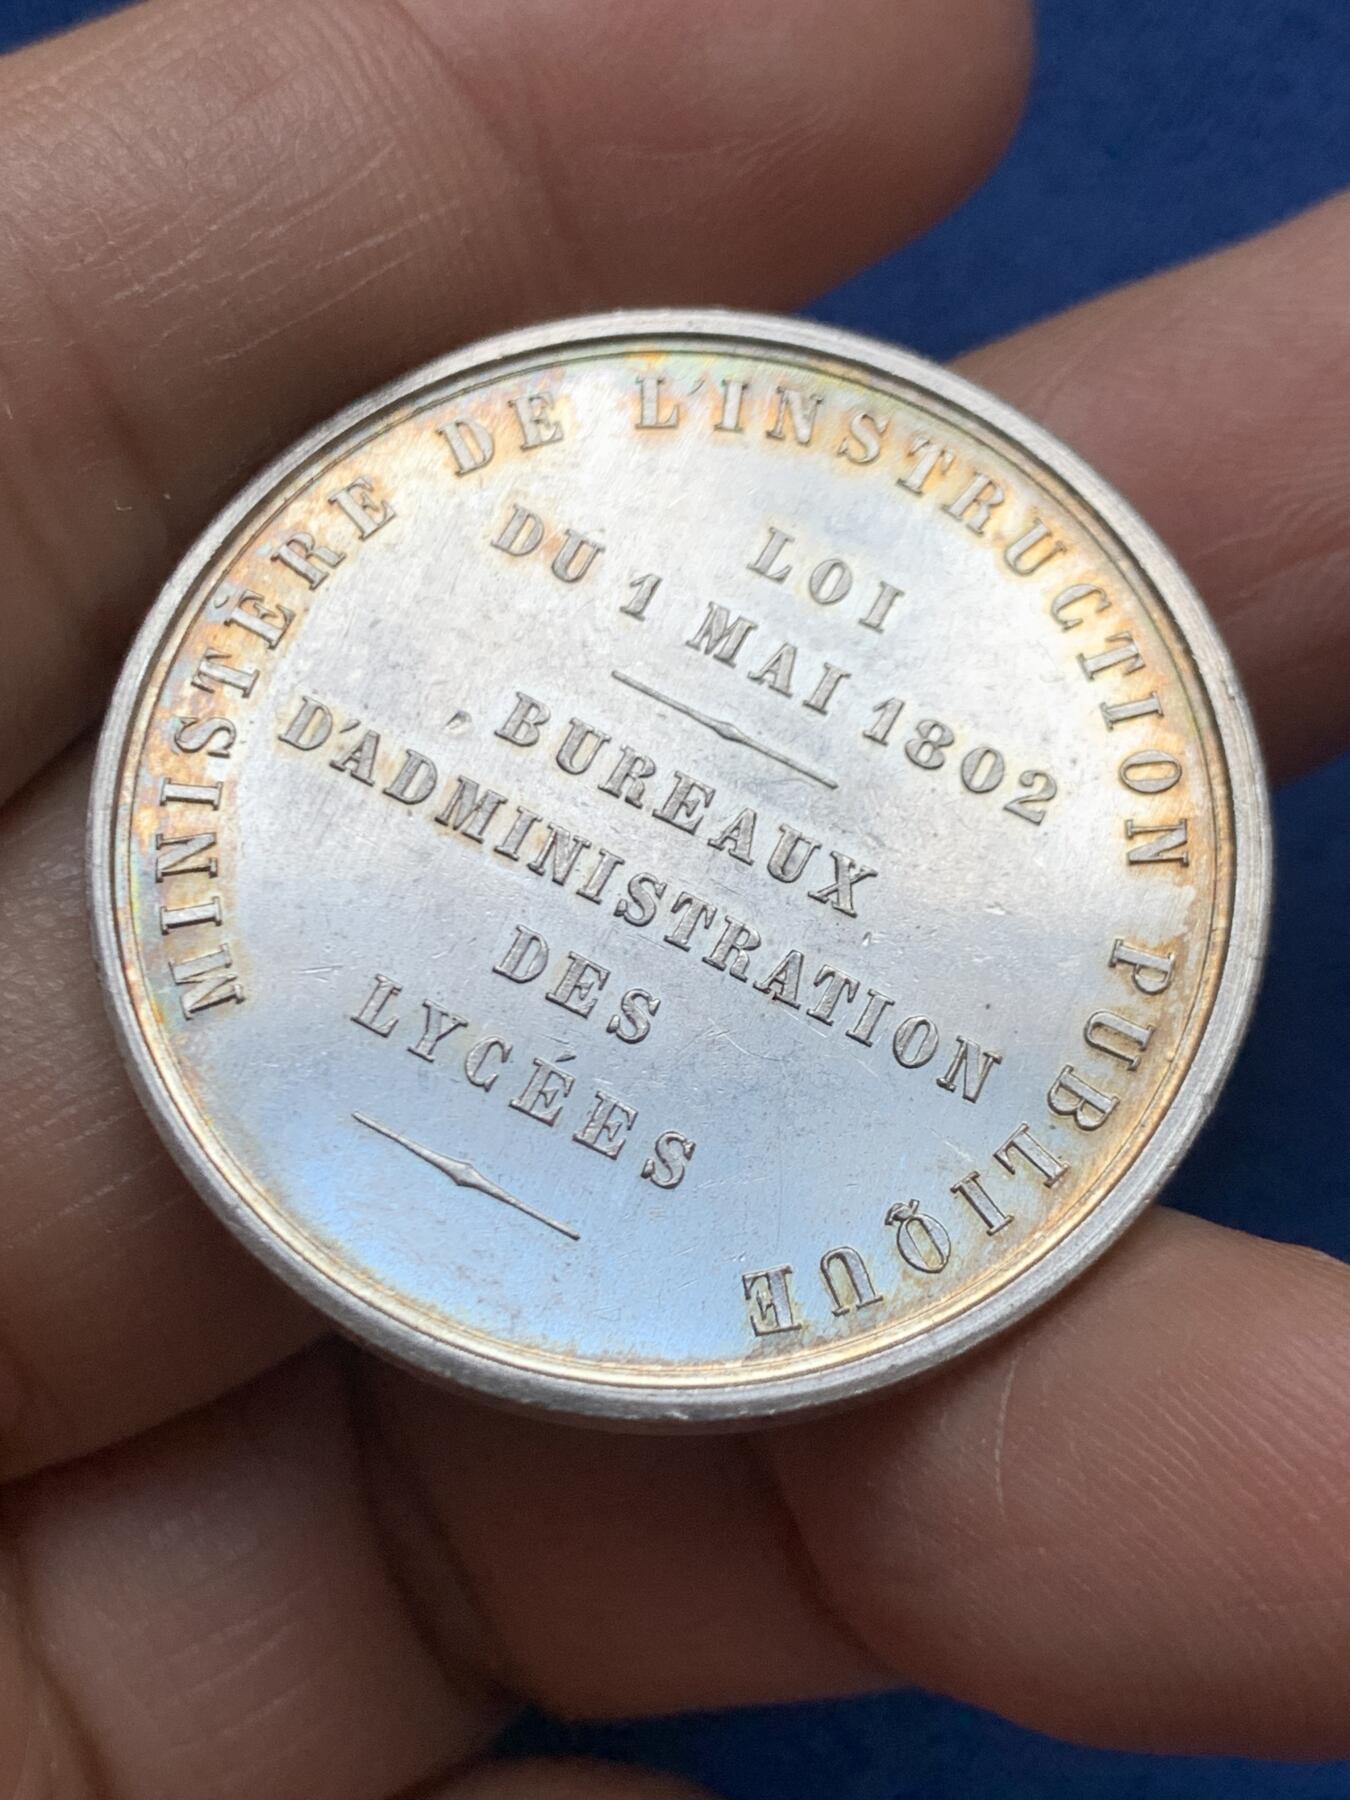 MINISTÈRE DE L'INSTRUCTION PUBLIQUE
LOI
DU 1 MAI 1802
BUREAUX
D'ADMINISTRATION
DES
LYCÉES